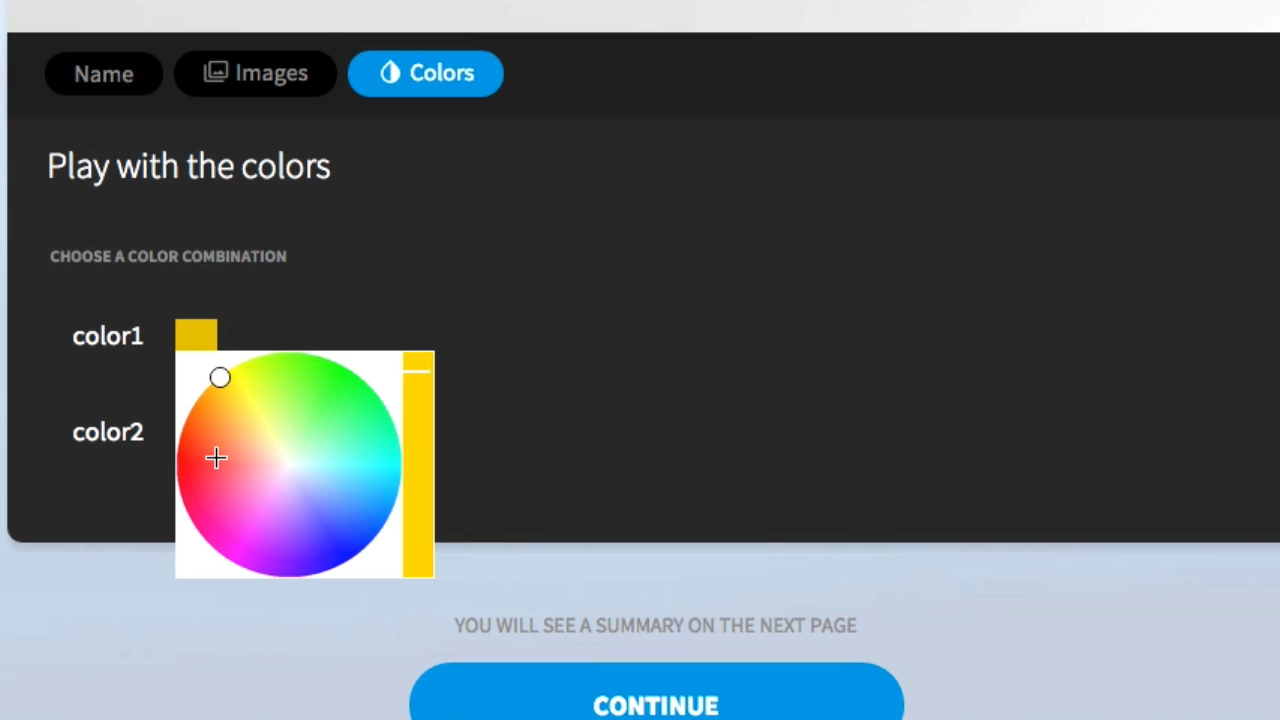 Name
Images
Colors
Play with the colors
CHOOSE A COLOR COMBINATION
color1
color2
YOU WILL SEE A SUMMARY ON THE NEXT PAGE
CONTINUE